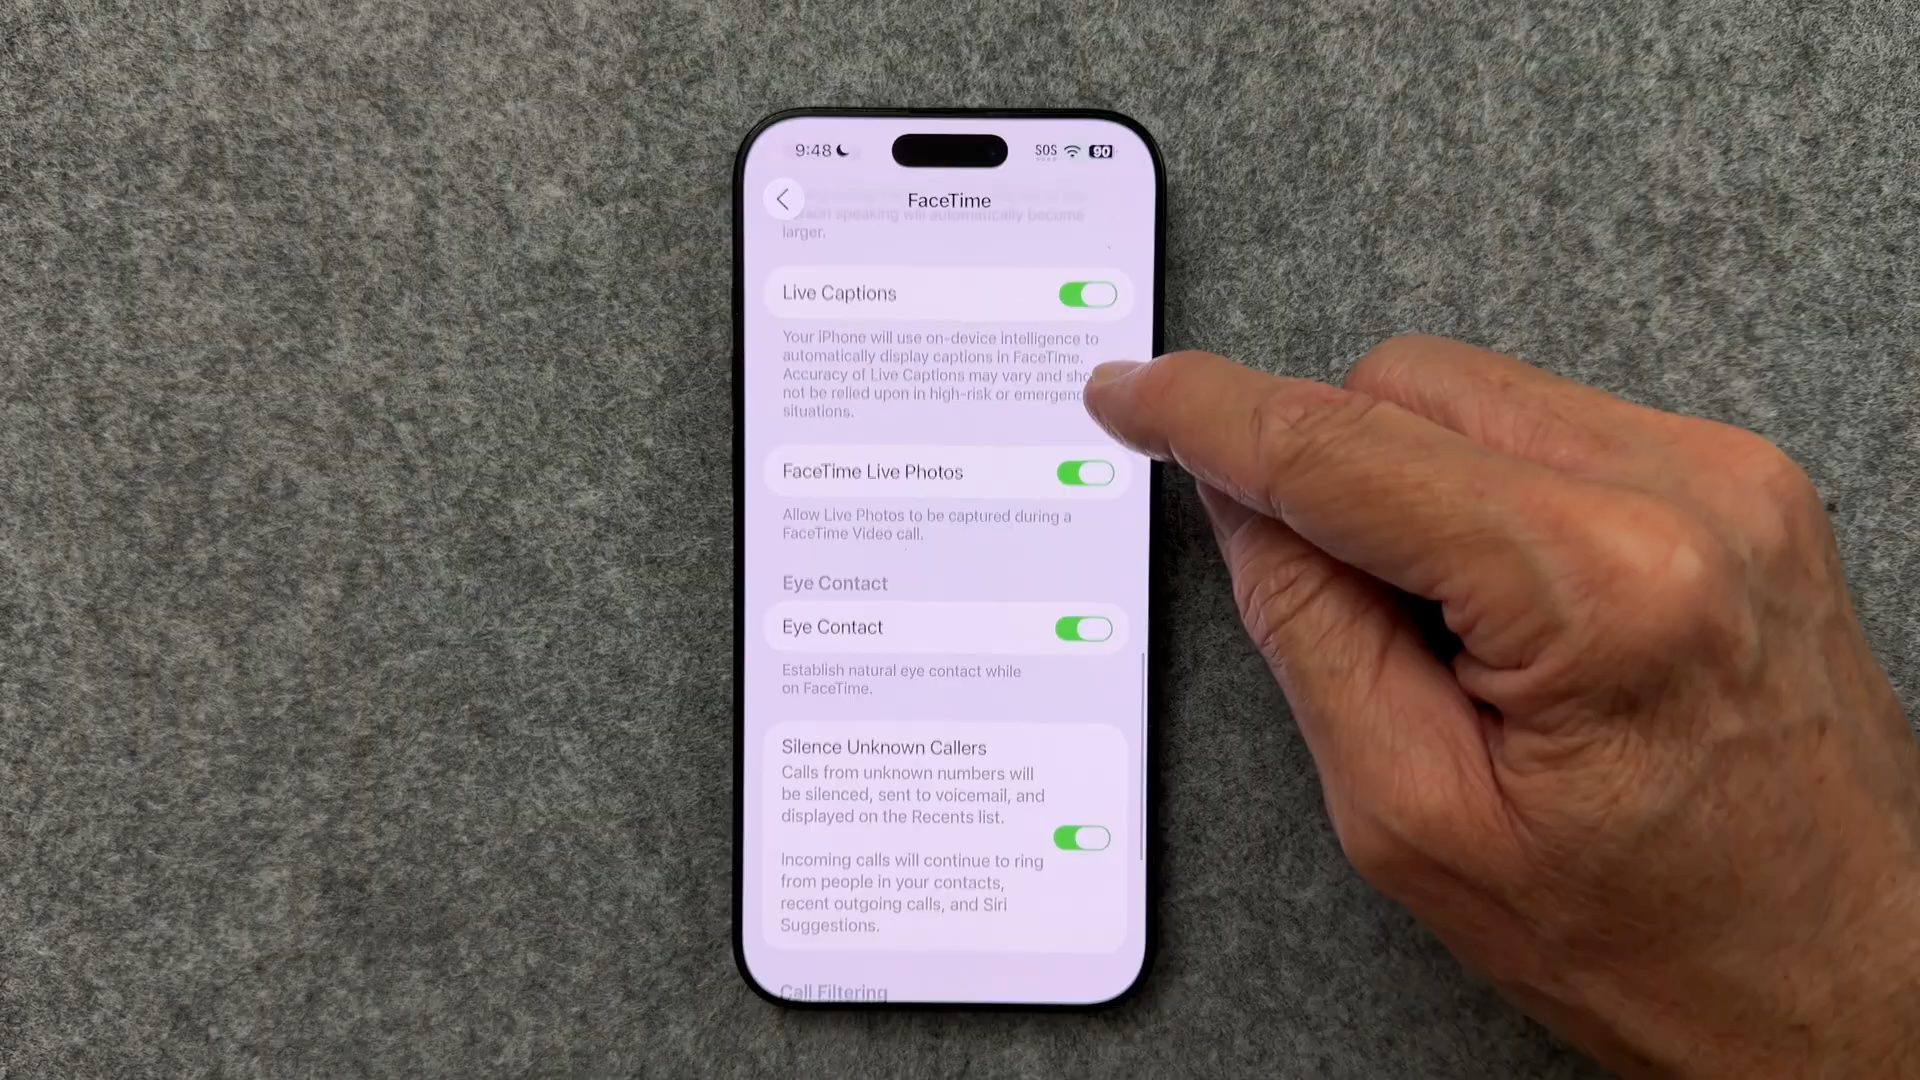 9:48
SOS
90
FaceTime
person speaking will automatically become
larger.
Live Captions
Your iPhone will use on-device intelligence to
automatically display captions in FaceTime.
Accuracy of Live Captions may vary and sho
not be relied upon in high-risk or emergenc
situations.
FaceTime Live Photos
Allow Live Photos to be captured during a
FaceTime Video call.
Eye Contact
Eye Contact
Establish natural eye contact while
on FaceTime.
Silence Unknown Callers
Calls from unknown numbers will
be silenced, sent to voicemail, and
displayed on the Recents list.
Incoming calls will continue to ring
from people in your contacts,
recent outgoing calls, and Siri
Suggestions.
Call Filtering